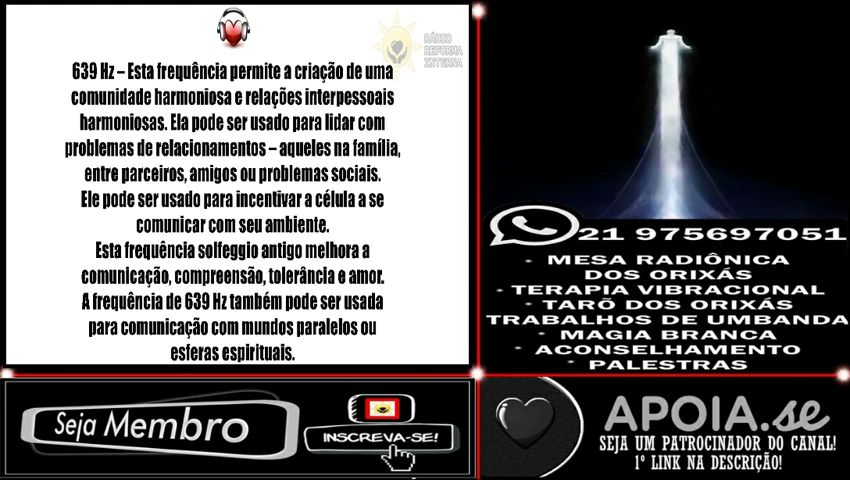 RÁDIO
REFORMA
INTERNA
639 Hz – Esta frequência permite a criação de uma
comunidade harmoniosa e relações interpessoais
harmoniosas. Ela pode ser usado para lidar com
problemas de relacionamentos – aqueles na família,
entre parceiros, amigos ou problemas sociais.
Ele pode ser usado para incentivar a célula a se
comunicar com seu ambiente.
Esta frequência solfeggio antigo melhora a
comunicação, compreensão, tolerância e amor.
A frequência de 639 Hz também pode ser usada
para comunicação com mundos paralelos ou
esferas espirituais.
21 975697051
• MESA RADIÔNICA
DOS ORIXÁS
• TERAPIA VIBRACIONAL
• TARÔ DOS ORIXÁS
TRABALHOS DE UMBANDA
• MAGIA BRANCA
• ACONSELHAMENTO
• PALESTRAS
Seja Membro
INSCREVA-SE!
APOIA.se
SEJA UM PATROCINADOR DO CANAL!
1º LINK NA DESCRIÇÃO!